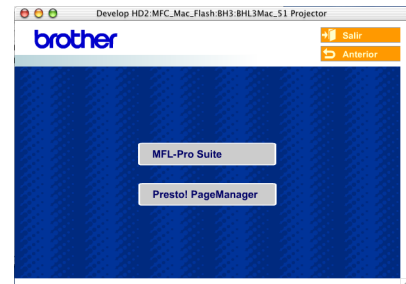 Develop HD2:MFC_Mac_Flash:BH3:BHL3Mac_S1 Projector
brother
Salir
Anterior
MFL-Pro Suite
Presto! PageManager